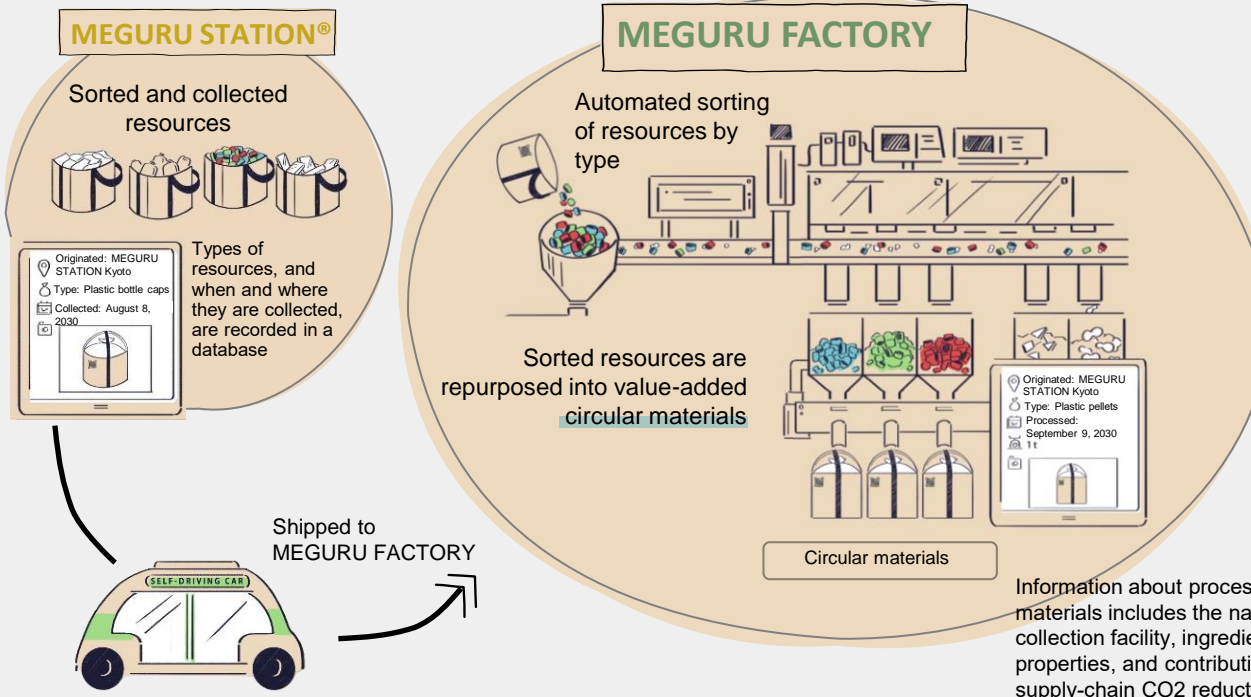 MEGURU STATION®
Sorted and collected
resources
Originated: MEGURU
STATION Kyoto
Type: Plastic bottle caps
Collected: August 8,
2030
Types of
resources, and
when and where
they are collected,
are recorded in a
database
Shipped to
MEGURU FACTORY
SELF-DRIVING CAR
MEGURU FACTORY
Automated sorting
of resources by
type
Sorted resources are
repurposed into value-added
circular materials
Originated: MEGURU
STATION Kyoto
Type: Plastic pellets
Processed:
September 9, 2030
1t
Circular materials
Information about proces
materials includes the na
collection facility, ingredie
properties, and contributi
supply-chain CO2 reduct